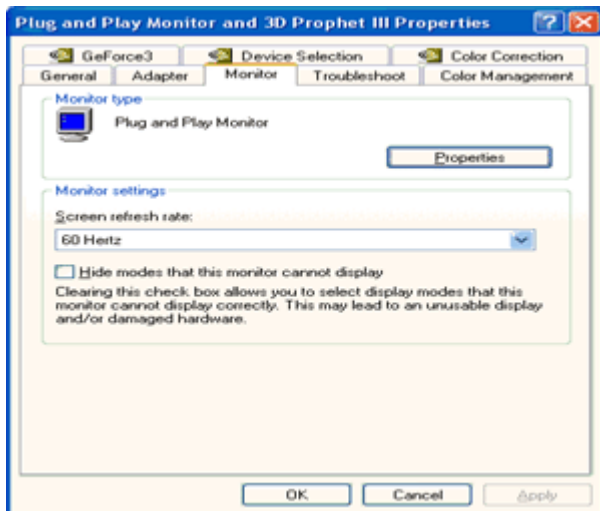 Plug and Play Monitor and 3D Prophet III Properties
GeForce3 Device Selection Color Correction
General Adapter Monitor Troubleshoot Color Management
Monitor type
Plug and Play Monitor
Properties
Monitor settings
Screen refresh rate:
60 Hertz
Hide modes that this monitor cannot display
Clearing this check box allows you to select display modes that this
monitor cannot display correctly. This may lead to an unusable display
and/or damaged hardware.
OK Cancel Apply